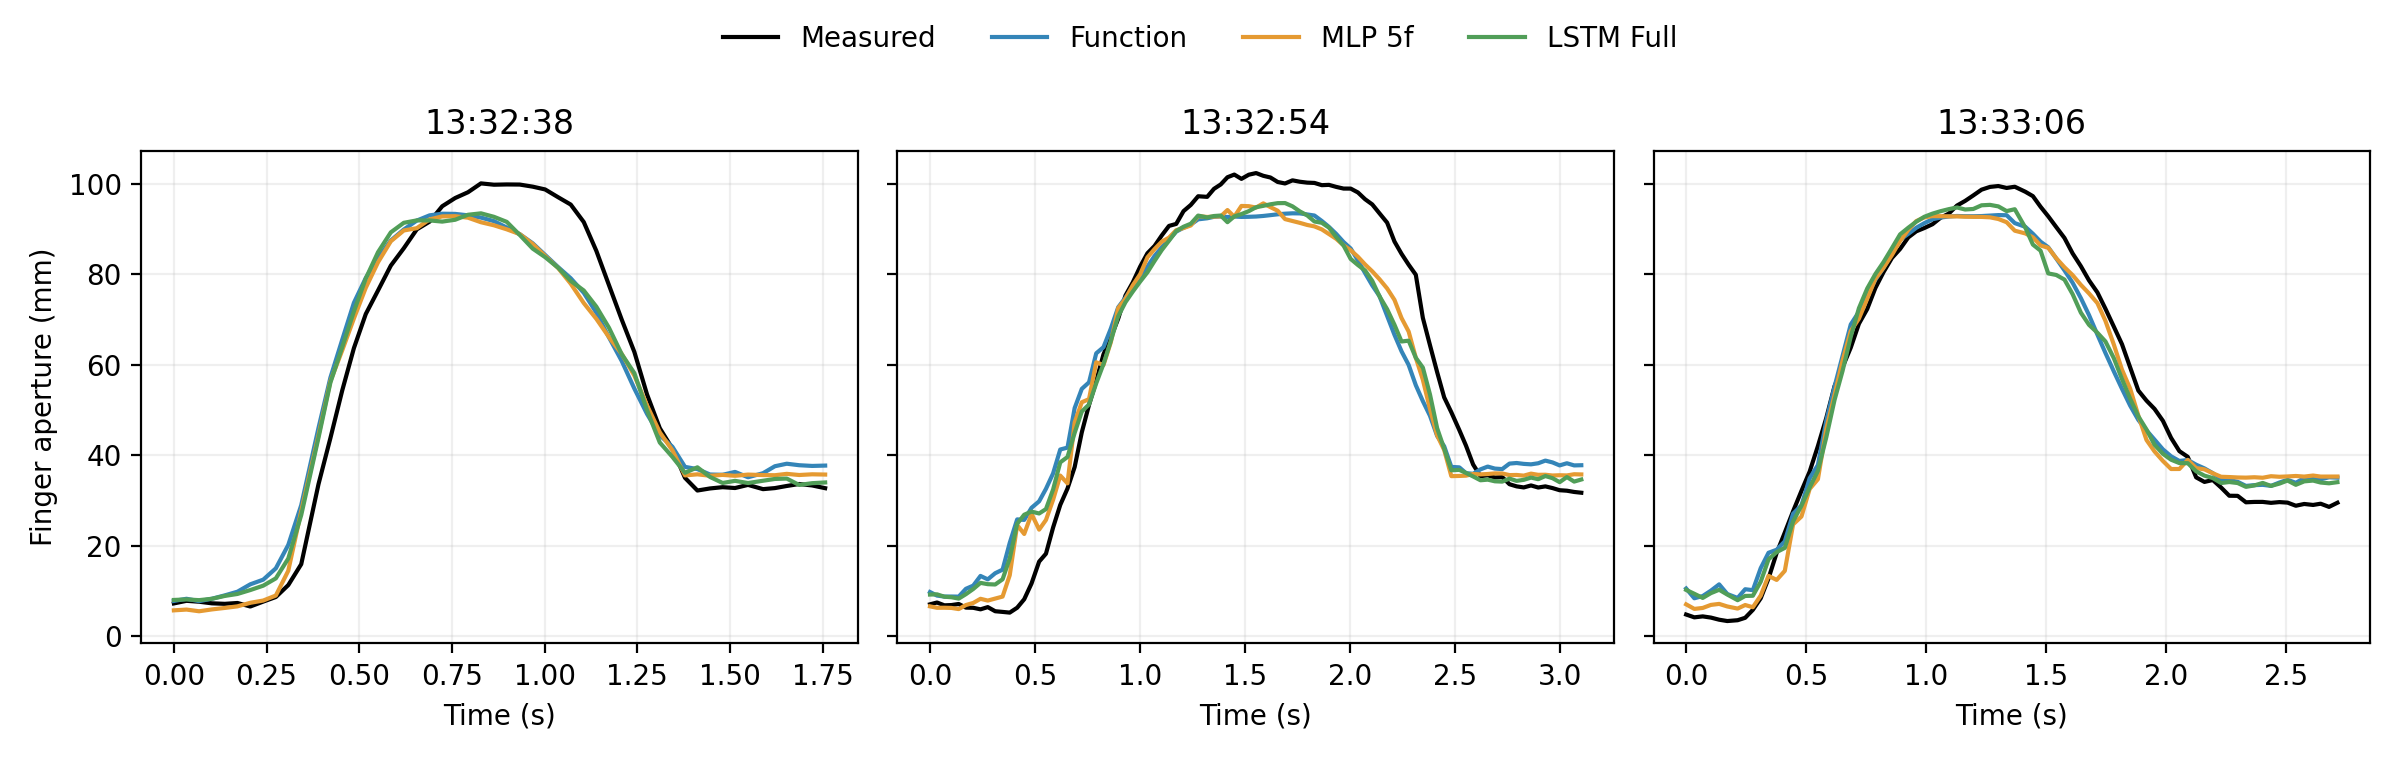 Measured Function MLP 5f LSTM Full
13:32:38 13:32:54 13:33:06
Finger aperture (mm)
100
80
60
40
20
0
0.00 0.25 0.50 0.75 1.00 1.25 1.50 1.75
0.0 0.5 1.0 1.5 2.0 2.5 3.0
0.0 0.5 1.0 1.5 2.0 2.5
Time (s) Time (s) Time (s)